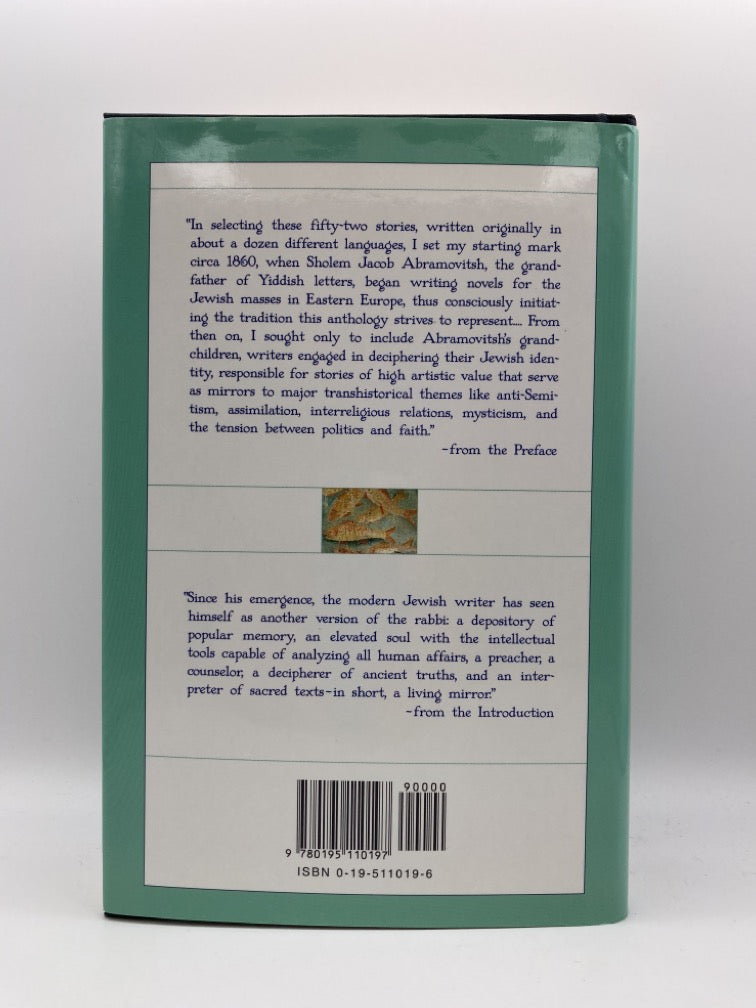 "In selecting these fifty-two stories, written originally in
about a dozen different languages, I set my starting mark
circa 1860, when Sholem Jacob Abramovitsh, the grand-
father of Yiddish letters, began writing novels for the
Jewish masses in Eastern Europe, thus consciously initiat-
ing the tradition this anthology strives to represent.... From
then on, I sought only to include Abramovitsh's grand-
children, writers engaged in deciphering their Jewish iden-
tity, responsible for stories of high artistic value that serve
as mirrors to major transhistorical themes like anti-Semi-
tism, assimilation, interreligious relations, mysticism, and
the tension between politics and faith."
-from the Preface
"Since his emergence, the modern Jewish writer has seen
himself as another version of the rabbi: a depository of
popular memory, an elevated soul with the intellectual
tools capable of analyzing all human affairs, a preacher, a
counselor, a decipherer of ancient truths, and an inter-
preter of sacred texts-in short, a living mirror."
-from the Introduction
90000
9 780195 110197
ISBN 0-19-511019-6